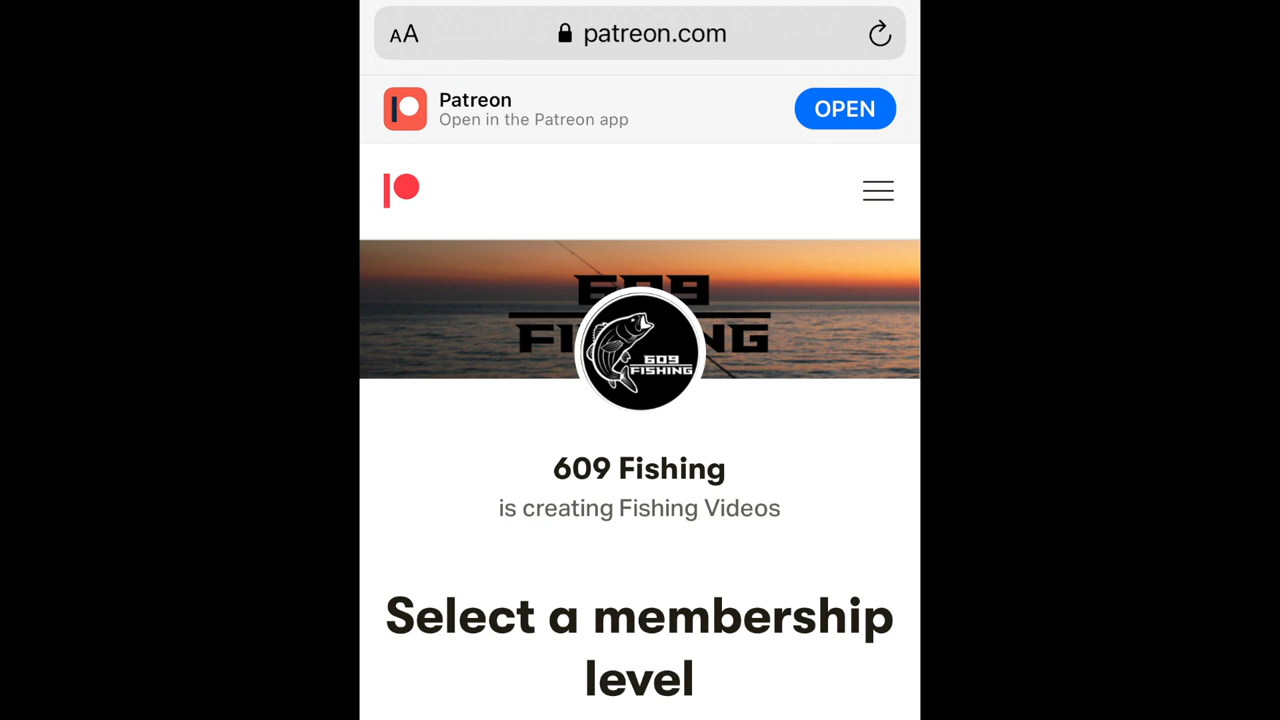 AA patreon.com
Patreon
Open in the Patreon app
OPEN
609
FISHING
609
FISHING
609 Fishing
is creating Fishing Videos
Select a membership
level